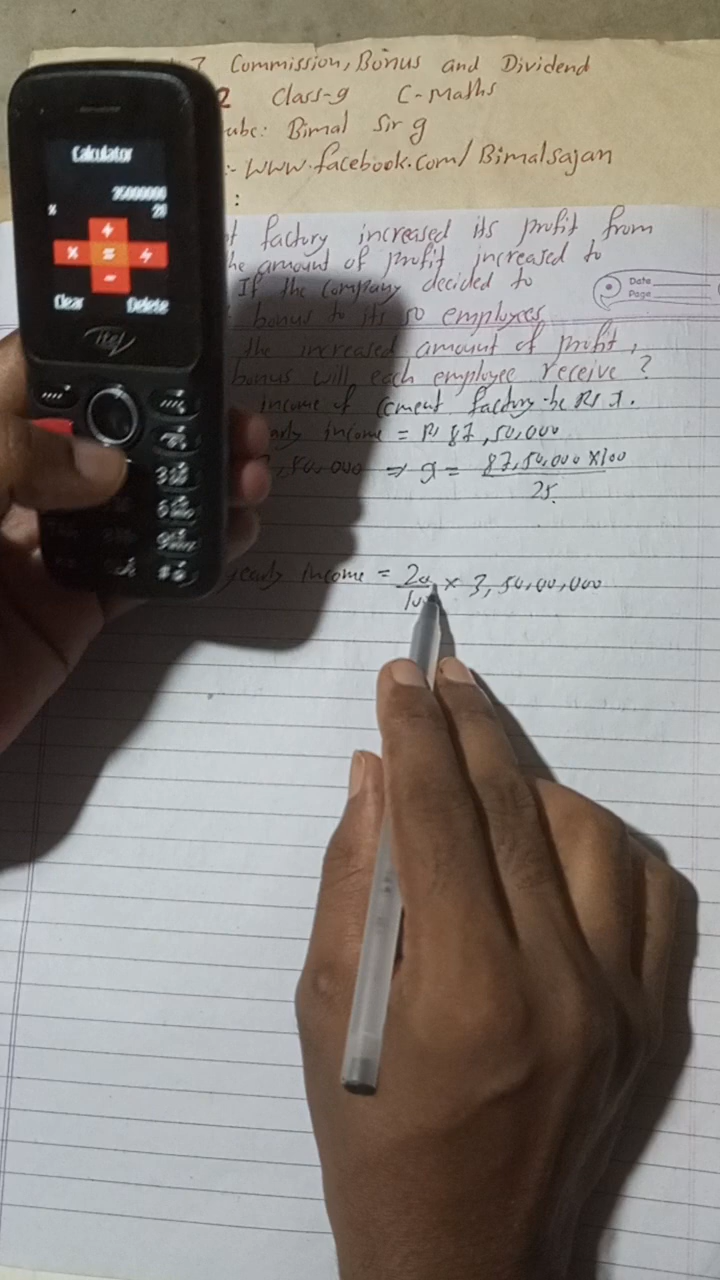 Commission, Bonus and Dividend
2 Class-9 C-Maths
ube: Bimal Sir g
:- www.facebook.com/Bimalsajan
:
Calculator
x 20
Clear Delete
itel
factory increased its profit from
he amount of profit increased to
If the company decided to
bonus to its 50 employees
the increased amount of profit,
bonus will each employee receive ?
Date
Page
income of cement factory be Rs x.
income = Rs 87,50,000
,50,000 ⇒ x = 87,50,000 × 100
25
yearly income = 20 × 3,50,00,000